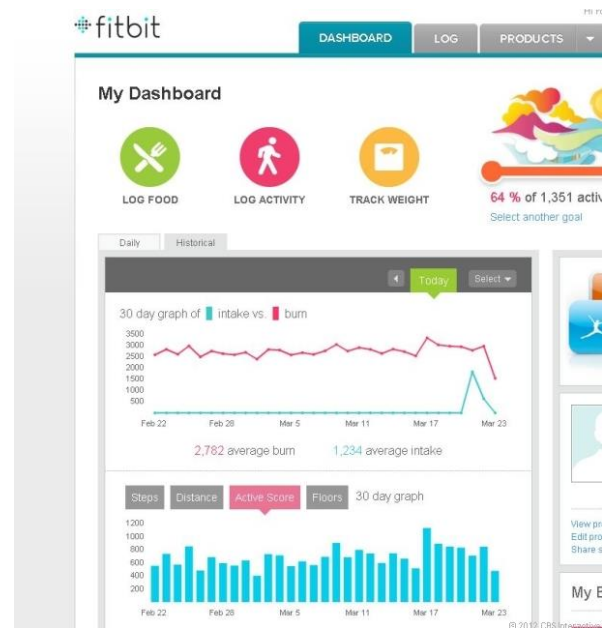 fitbit
DASHBOARD
LOG
PRODUCTS
My Dashboard
LOG FOOD
LOG ACTIVITY
TRACK WEIGHT
64 % of 1,351 activ
Select another goal
Daily
Historical
Today
Select
30 day graph of intake vs. burn
3500
3000
2500
2000
1500
1000
500
Feb 22
Feb 28
Mar 5
Mar 11
Mar 17
Mar 23
2,782 average burn
1,234 average intake
Steps
Distance
Active Score
Floors
30 day graph
1200
1000
800
600
400
200
Feb 22
Feb 28
Mar 5
Mar 11
Mar 17
Mar 23
View pr
Edit pro
Share s
My B
© 2012 CBS Interactive